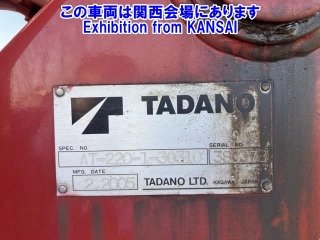 この車両は関西会場にあります
Exhibition from KANSAI
TADANO
SPEC. NO. SERIAL NO.
AT-220-1-30310
MFG. DATE
2.2005 TADANO LTD. KAGAWA, JAPAN